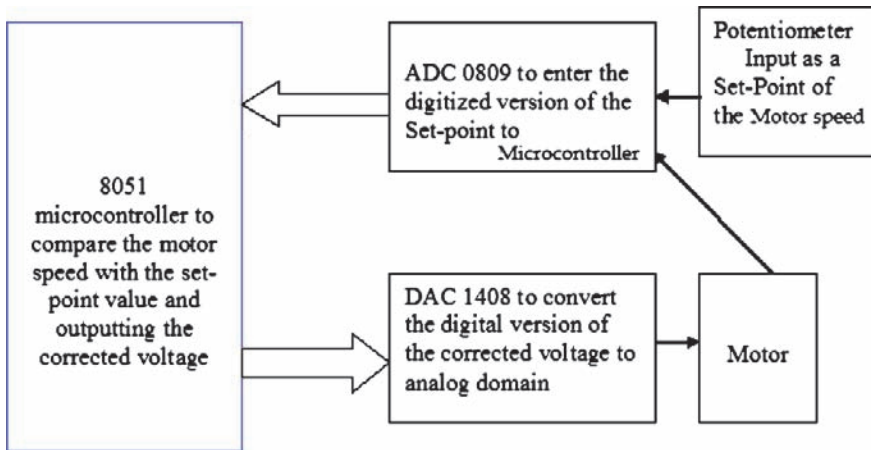 8051
microcontroller to
compare the motor
speed with the set-
point value and
outputting the
corrected voltage
ADC 0809 to enter the
digitized version of the
Set-point to
Microcontroller
Potentiometer
Input as a
Set-Point of
the Motor speed
DAC 1408 to convert
the digital version of
the corrected voltage to
analog domain
Motor